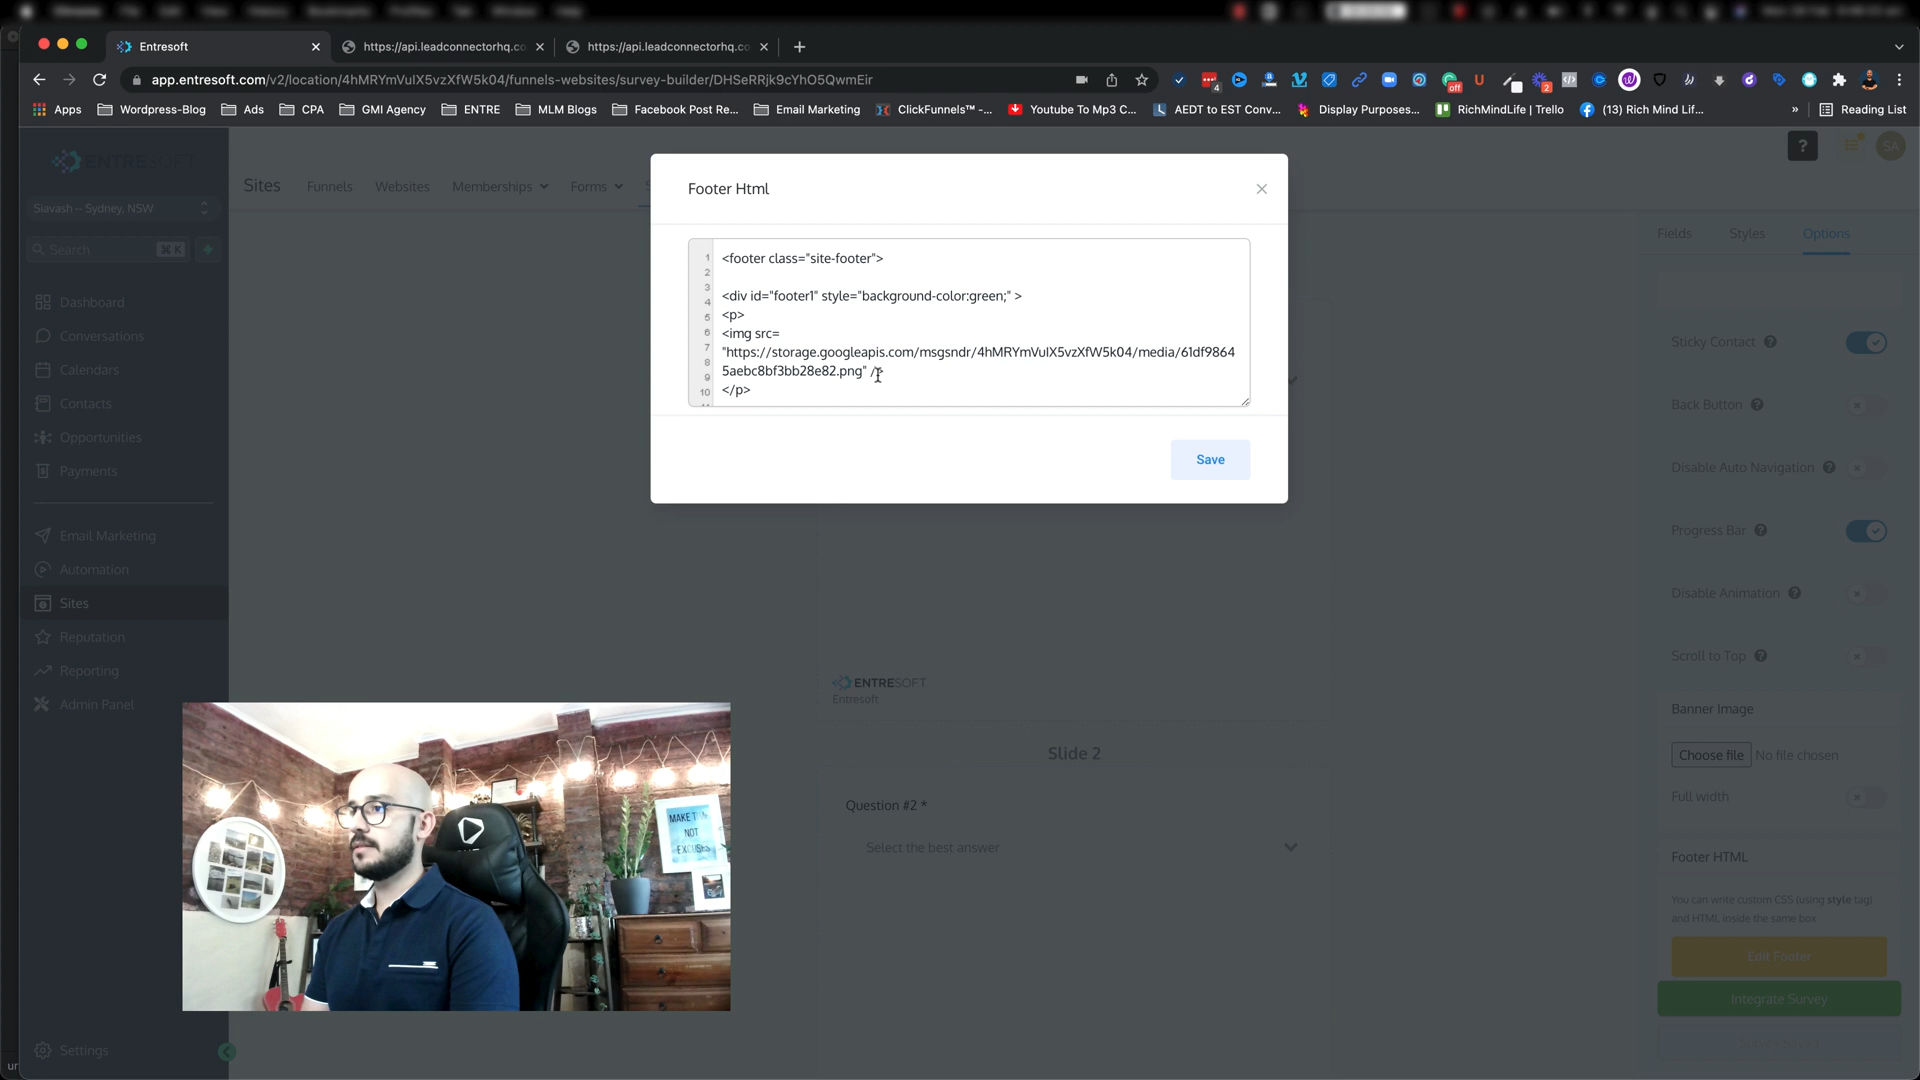 Entresoft
https://api.leadconnectorhq.co
https://api.leadconnectorhq.co
app.entresoft.com/v2/location/4hMRYmVuIX5vzXfW5k04/funnels-websites/survey-builder/DHSeRRjk9cYhO5QwmEir
Apps
Wordpress-Blog
Ads
CPA
GMI Agency
ENTRE
MLM Blogs
Facebook Post Re...
Email Marketing
ClickFunnels™ -...
Youtube To Mp3 C...
AEDT to EST Conv...
Display Purposes...
RichMindLife | Trello
(13) Rich Mind Lif...
»
Reading List
ENTRESOFT
Siavash -- Sydney, NSW
Search
⌘K
Dashboard
Conversations
Calendars
Contacts
Opportunities
Payments
Email Marketing
Automation
Sites
Reputation
Reporting
Admin Panel
Settings
Sites
Funnels
Websites
Memberships
Forms
?
SA
Footer Html
1
2
3
4
5
6
7
8
9
10
<footer class="site-footer">
<div id="footer1" style="background-color:green;" >
<p>
<img src=
"https://storage.googleapis.com/msgsndr/4hMRYmVuIX5vzXfW5k04/media/61df9864
5aebc8bf3bb28e82.png" />
</p>
Save
Fields
Styles
Options
Sticky Contact
Back Button
Disable Auto Navigation
Progress Bar
Disable Animation
Scroll to Top
Banner Image
Choose file No file chosen
Full width
Footer HTML
You can write custom CSS (using style tag)
and HTML inside the same box
Edit Footer
Integrate Survey
ENTRESOFT
Entresoft
Slide 2
Question #2 *
Select the best answer
MAKE
NOT
EXCUSES